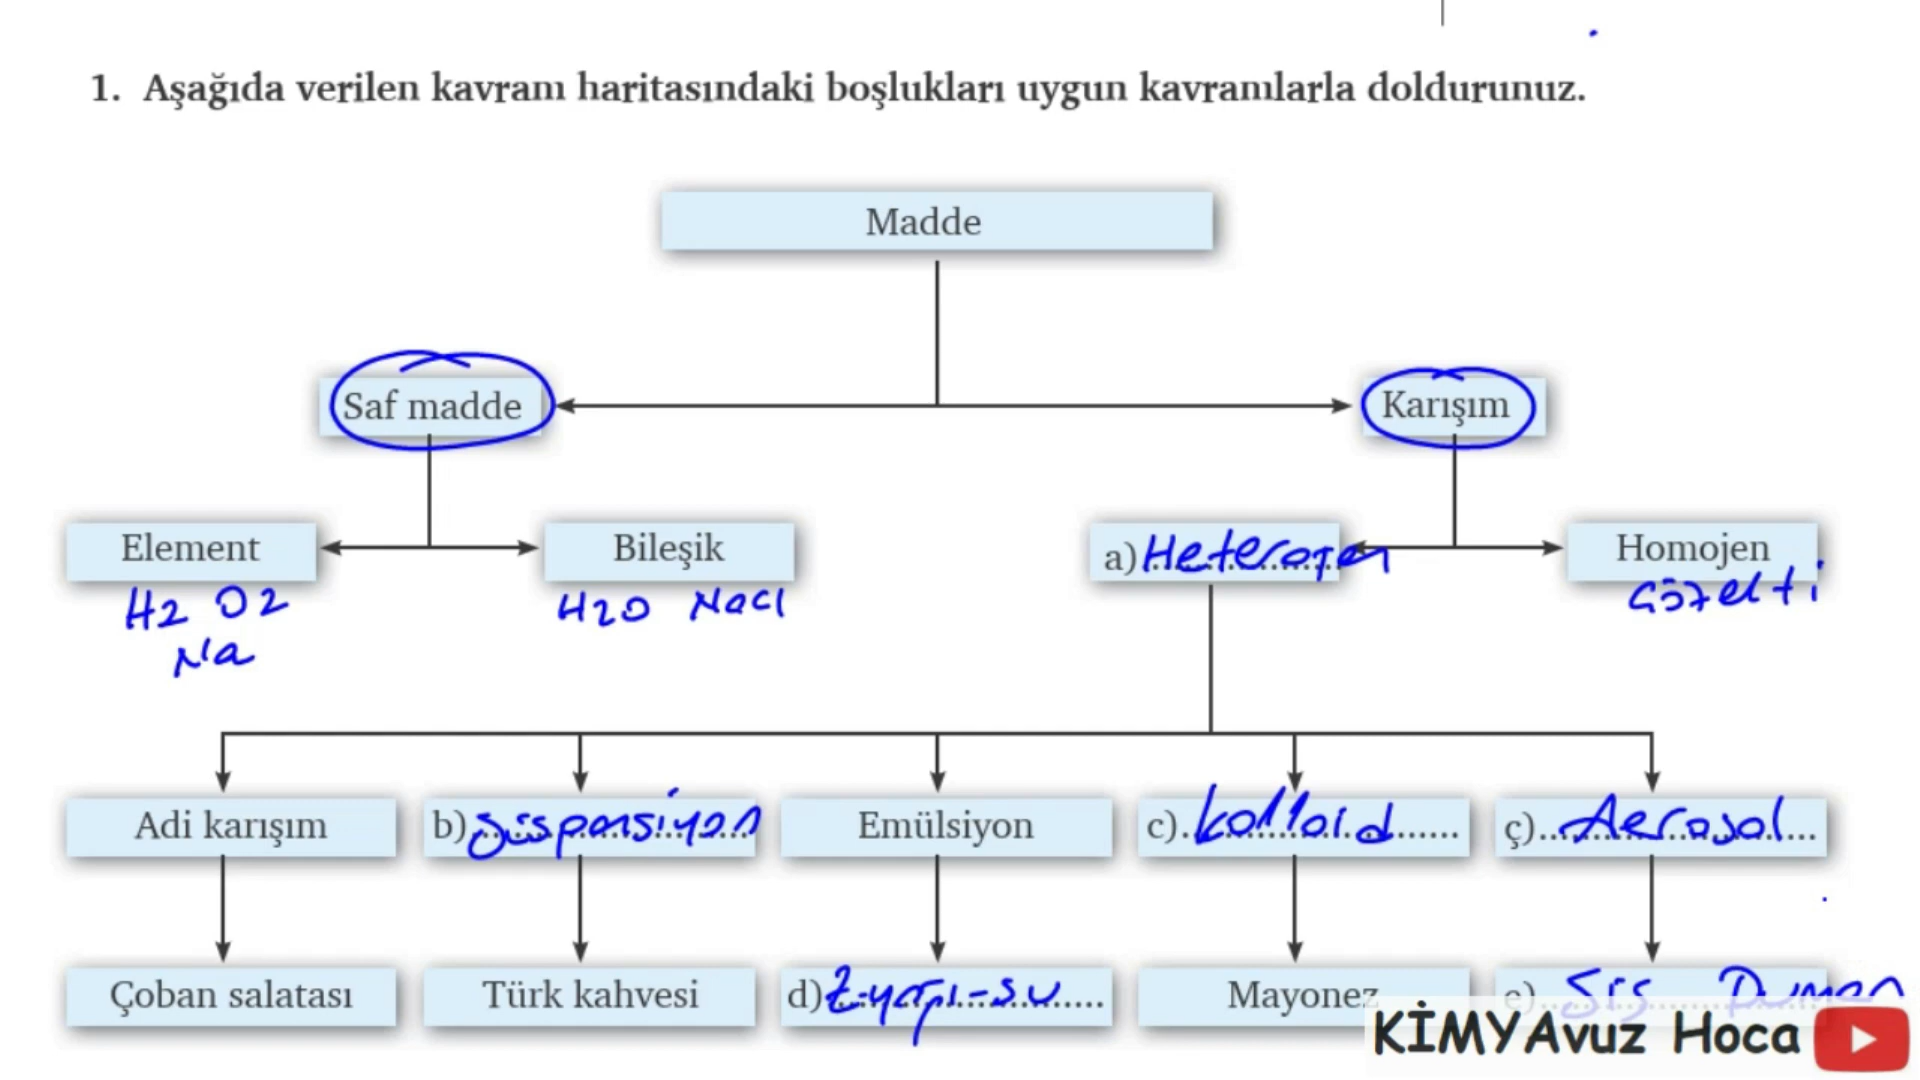 1. Aşağıda verilen kavram haritasındaki boşlukları uygun kavramlarla doldurunuz.
Madde
Saf madde
Karışım
Element
Bileşik
a) Heterojen
Homojen
H2 O2
H2O NaCl
Çözelti
Na
Adi karışım
b) süspansiyon
Emülsiyon
c) kolloid
ç) Aerosol
Çoban salatası
Türk kahvesi
d) Z.yağı-su
Mayonez
e) Sis Duman
KİMYAvuz Hoca